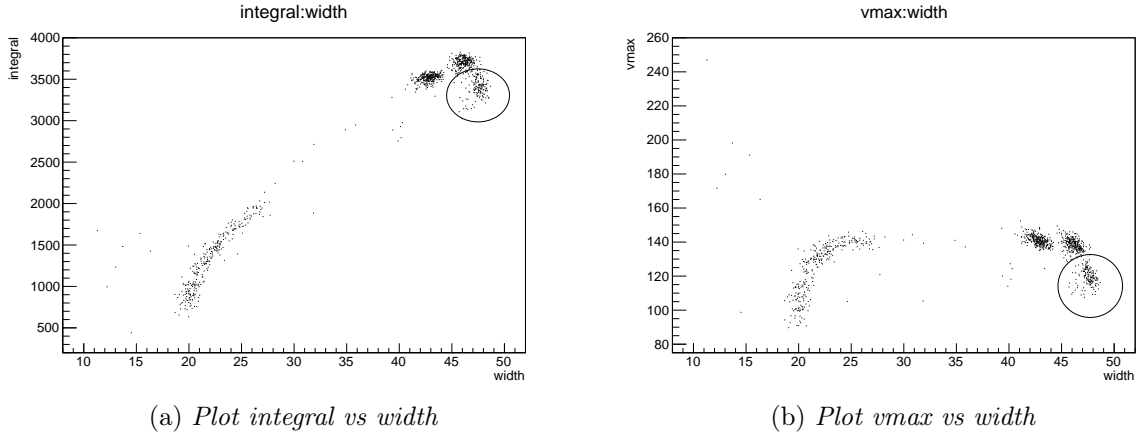 integral:width
integral
4000
3500
3000
2500
2000
1500
1000
500
10 15 20 25 30 35 40 45 50
width
(a) Plot integral vs width
vmax:width
vmax
260
240
220
200
180
160
140
120
100
80
10 15 20 25 30 35 40 45 50
width
(b) Plot vmax vs width